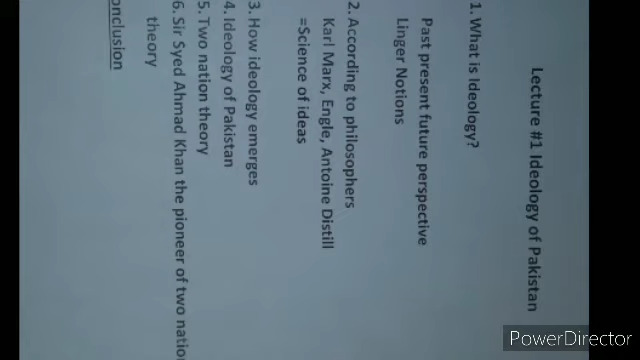 Lecture #1 Ideology of Pakistan
1. What is Ideology?
Past present future perspective
Linger Notions
2. According to philosophers
Karl Marx, Engle, Antoine Distill
=Science of ideas
3. How ideology emerges
4. Ideology of Pakistan
5. Two nation theory
6. Sir Syed Ahmad Khan the pioneer of two natio
theory
onclusion
PowerDirector